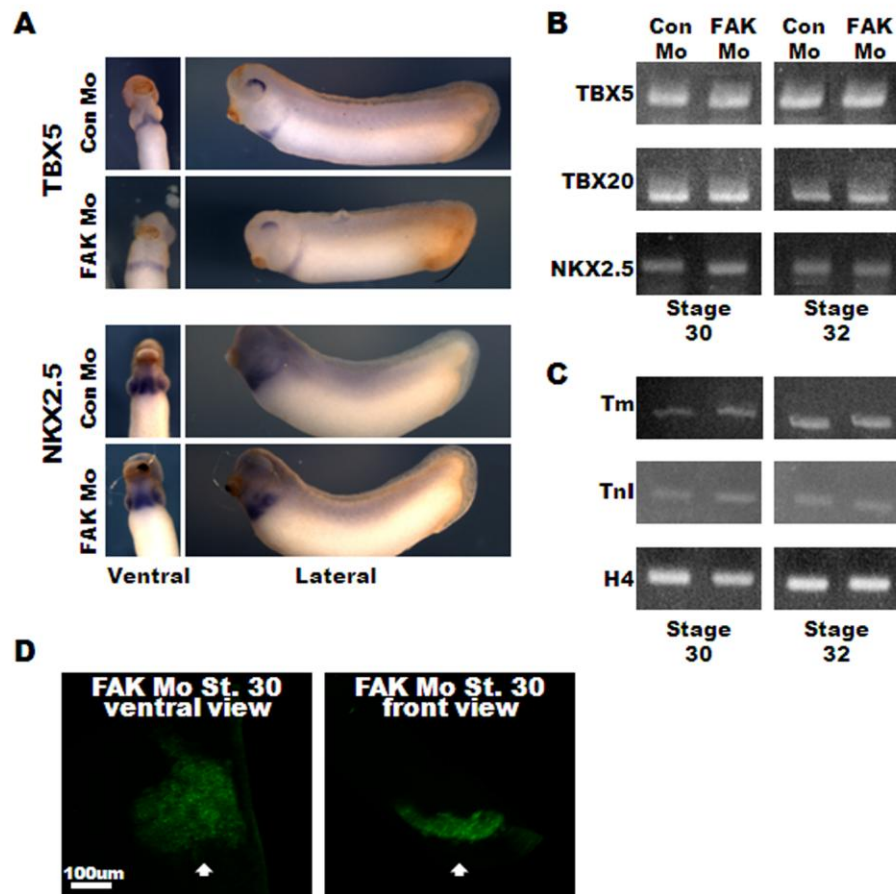 A
TBX5
Con Mo
FAK Mo
NKX2.5
Con Mo
FAK Mo
Ventral Lateral
B
Con Mo FAK Mo Con Mo FAK Mo
TBX5
TBX20
NKX2.5
Stage 30 Stage 32
C
Tm
TnI
H4
Stage 30 Stage 32
D
FAK Mo St. 30
ventral view
100um
FAK Mo St. 30
front view